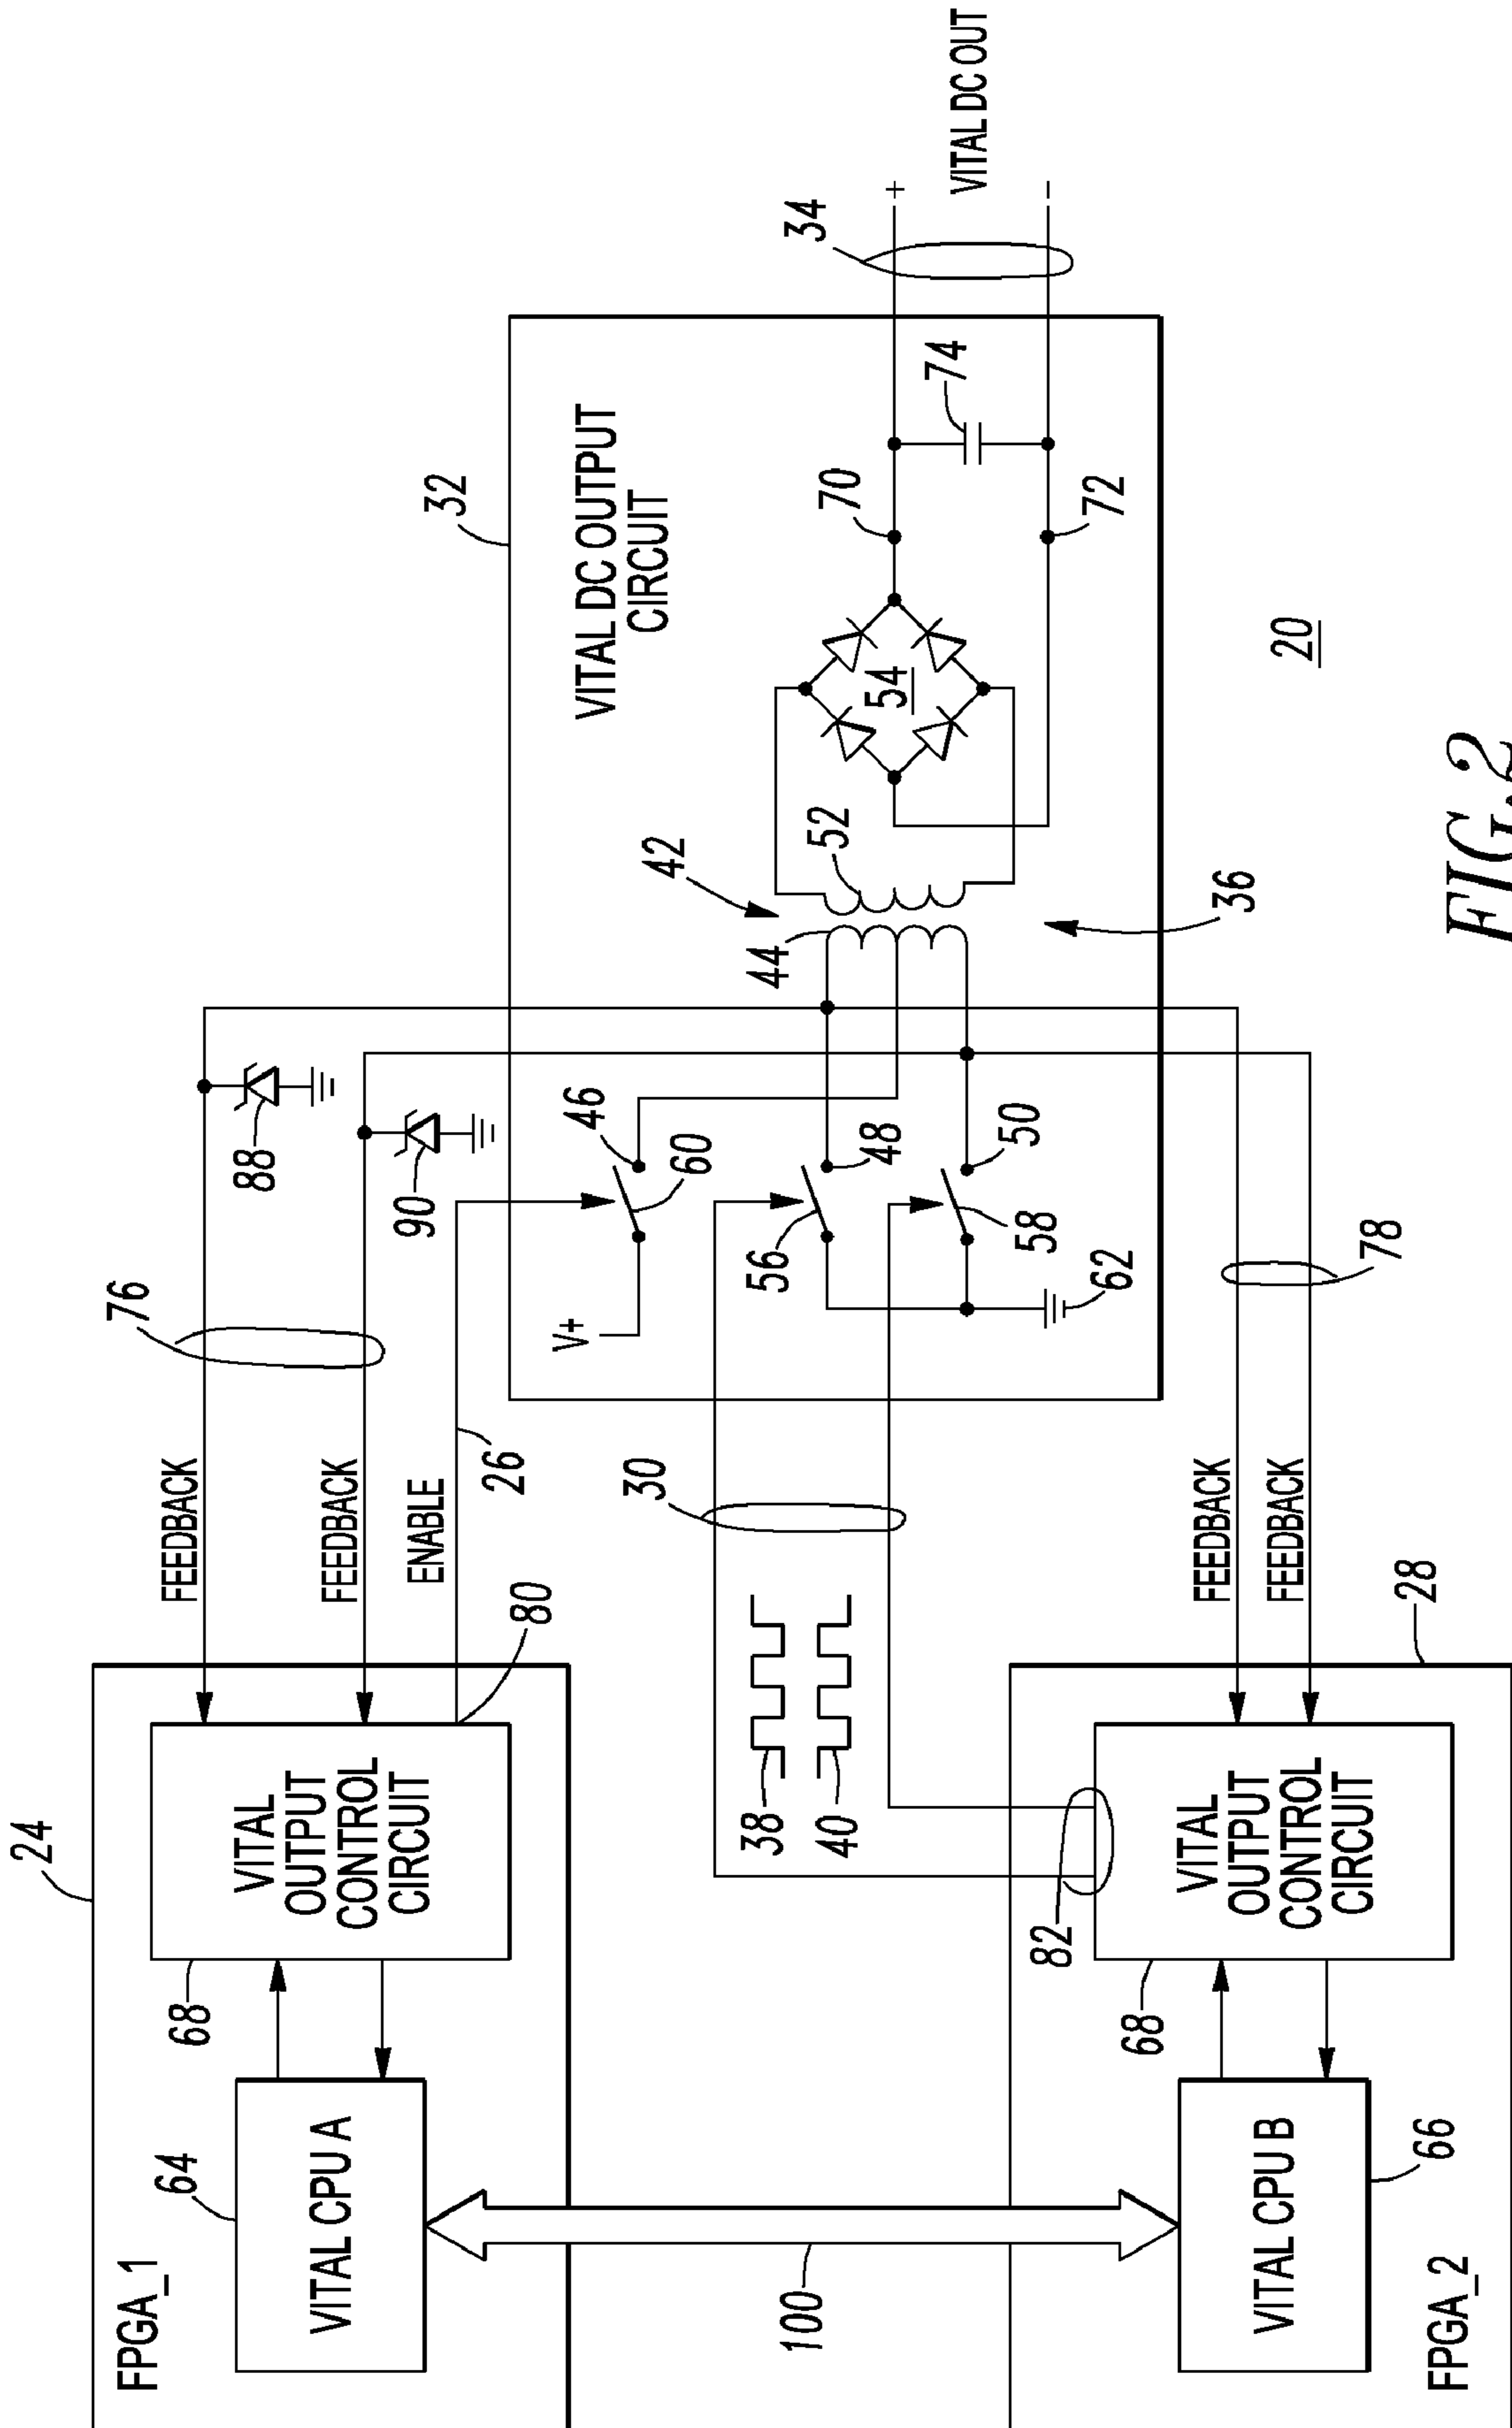 24
FPGA_1
64
VITAL CPU A
68
VITAL
OUTPUT
CONTROL
CIRCUIT
80
FEEDBACK
FEEDBACK
ENABLE
26
76
88
90
100
38
40
30
32
VITAL DC OUTPUT
CIRCUIT
V+
46
60
56
48
58
50
62
44
42
52
36
54
70
72
74
34
+
VITAL DC OUT
−
FPGA_2
66
VITAL CPU B
68
82
VITAL
OUTPUT
CONTROL
CIRCUIT
28
FEEDBACK
FEEDBACK
78
20
FIG.2